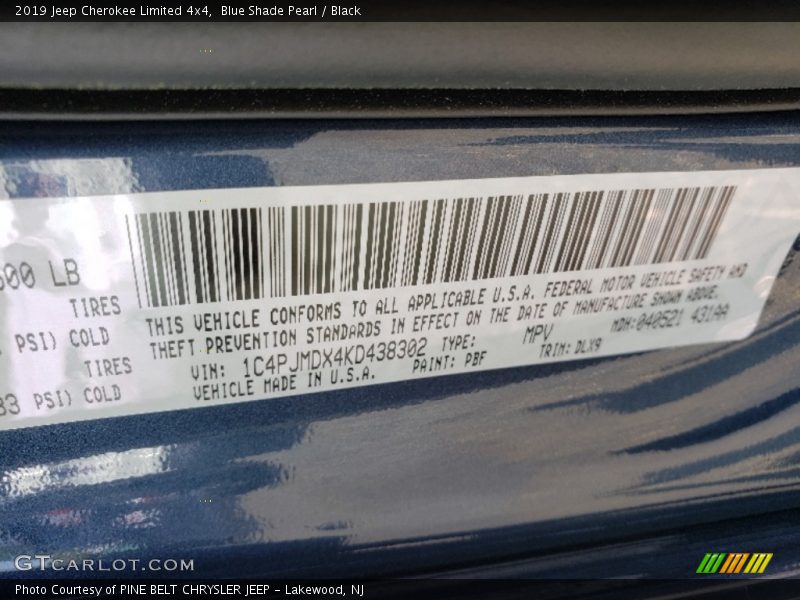 2019 Jeep Cherokee Limited 4x4, Blue Shade Pearl / Black
LB
TIRES
PSI) COLD
TIRES
PSI) COLD
THIS VEHICLE CONFORMS TO ALL APPLICABLE U.S.A. FEDERAL MOTOR VEHICLE SAFETY AND
THEFT PREVENTION STANDARDS IN EFFECT ON THE DATE OF MANUFACTURE SHOWN ABOVE.
VIN: 1C4PJMDX4KD438302 TYPE: MPV MDH:040521 431AA
VEHICLE MADE IN U.S.A. PAINT: PBF TRIM: DLX9
GTCARLOT.COM
Photo Courtesy of PINE BELT CHRYSLER JEEP - Lakewood, NJ